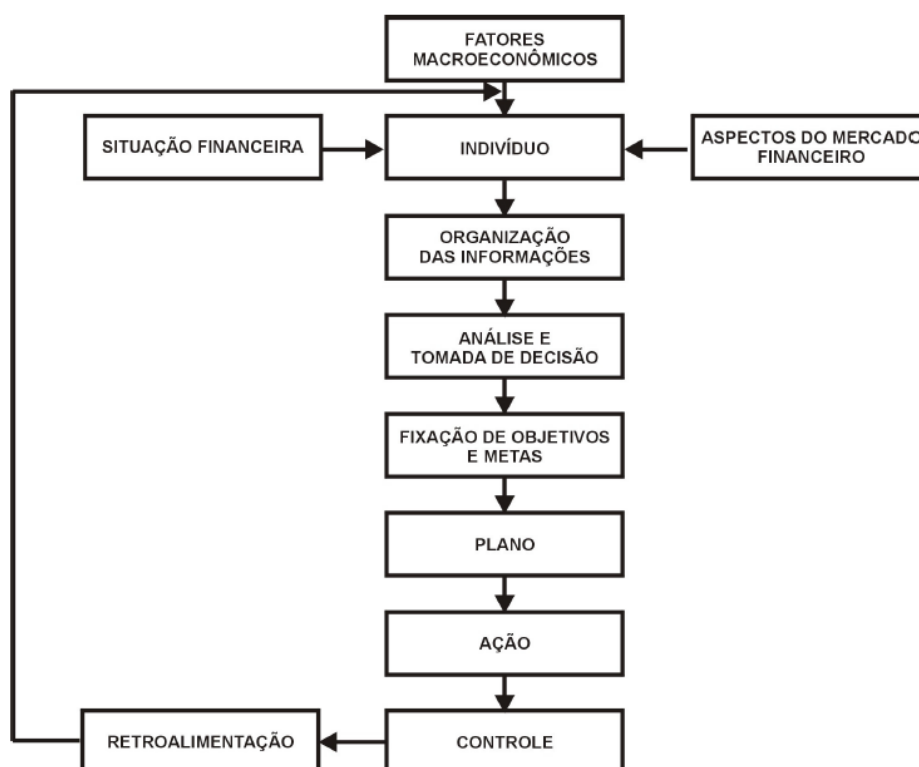 FATORES
MACROECONÔMICOS
SITUAÇÃO FINANCEIRA
INDIVÍDUO
ASPECTOS DO MERCADO
FINANCEIRO
ORGANIZAÇÃO
DAS INFORMAÇÕES
ANÁLISE E
TOMADA DE DECISÃO
FIXAÇÃO DE OBJETIVOS
E METAS
PLANO
AÇÃO
RETROALIMENTAÇÃO
CONTROLE